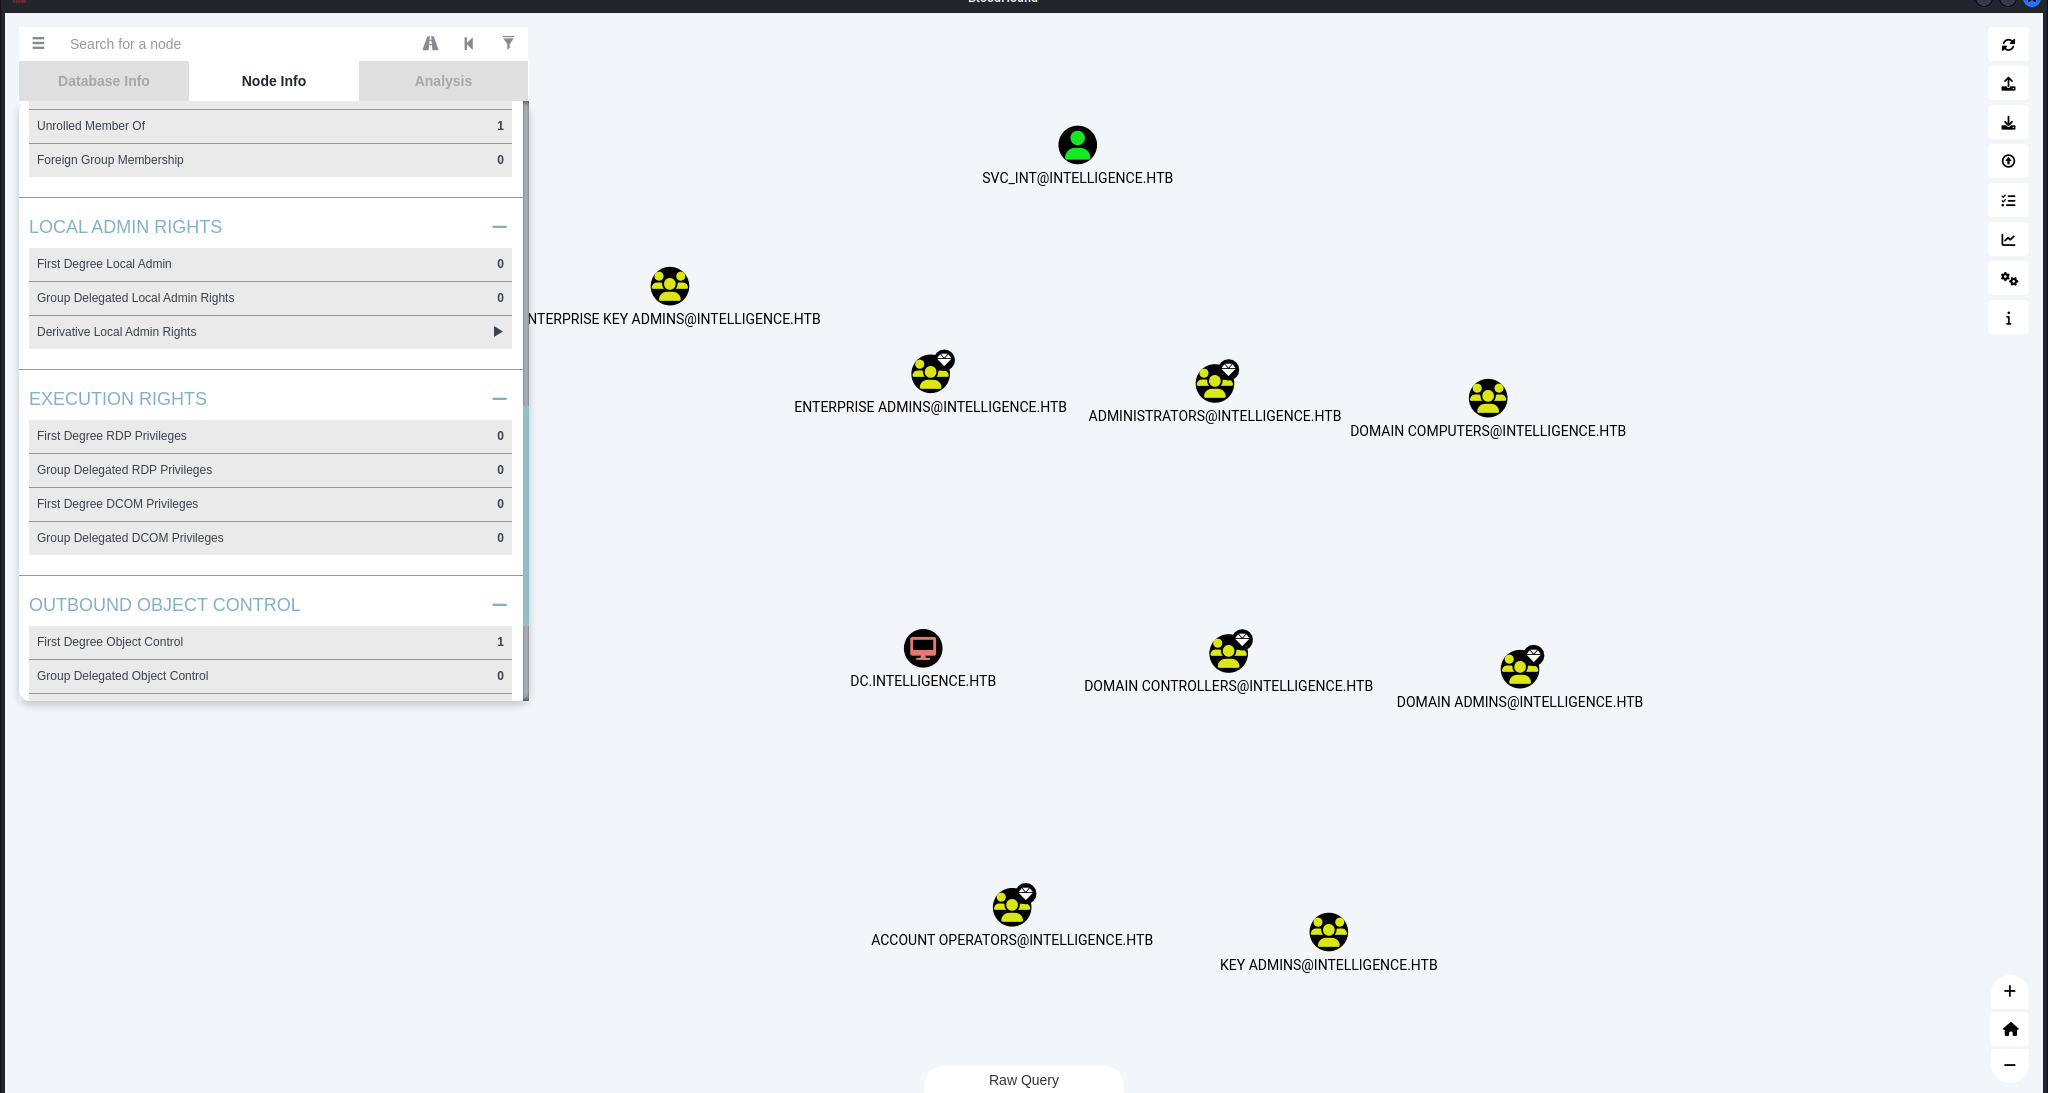 BloodHound
Search for a node
Database Info
Node Info
Analysis
Unrolled Member Of 1
Foreign Group Membership 0
LOCAL ADMIN RIGHTS
First Degree Local Admin 0
Group Delegated Local Admin Rights 0
Derivative Local Admin Rights
EXECUTION RIGHTS
First Degree RDP Privileges 0
Group Delegated RDP Privileges 0
First Degree DCOM Privileges 0
Group Delegated DCOM Privileges 0
OUTBOUND OBJECT CONTROL
First Degree Object Control 1
Group Delegated Object Control 0
SVC_INT@INTELLIGENCE.HTB
NTERPRISE KEY ADMINS@INTELLIGENCE.HTB
ENTERPRISE ADMINS@INTELLIGENCE.HTB
ADMINISTRATORS@INTELLIGENCE.HTB
DOMAIN COMPUTERS@INTELLIGENCE.HTB
DC.INTELLIGENCE.HTB
DOMAIN CONTROLLERS@INTELLIGENCE.HTB
DOMAIN ADMINS@INTELLIGENCE.HTB
ACCOUNT OPERATORS@INTELLIGENCE.HTB
KEY ADMINS@INTELLIGENCE.HTB
Raw Query